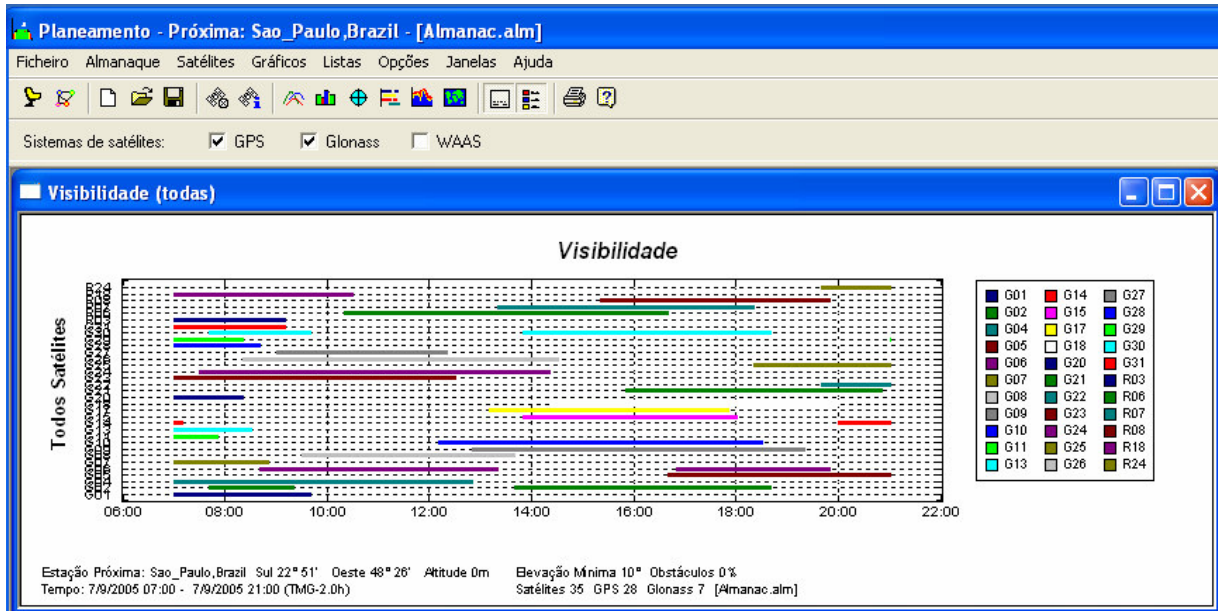 Planeamento - Próxima: Sao_Paulo,Brazil - [Almanac.alm]
Ficheiro Almanaque Satélites Gráficos Listas Opções Janelas Ajuda
Sistemas de satélites: GPS Glonass WAAS
Visibilidade (todas)
Visibilidade
Todos Satélites
R24
G20
G10
G01
06:00 08:00 10:00 12:00 14:00 16:00 18:00 20:00 22:00
G01 G14 G27
G02 G15 G28
G04 G17 G29
G05 G18 G30
G06 G20 G31
G07 G21 R03
G08 G22 R06
G09 G23 R07
G10 G24 R08
G11 G25 R18
G13 G26 R24
Estação Próxima: Sao_Paulo,Brazil Sul 22° 51' Oeste 48° 26' Altitude 0m Elevação Mínima 10° Obstáculos 0%
Tempo: 7/9/2005 07:00 - 7/9/2005 21:00 (TMG-2.0h) Satélites 35 GPS 28 Glonass 7 [Almanac.alm]